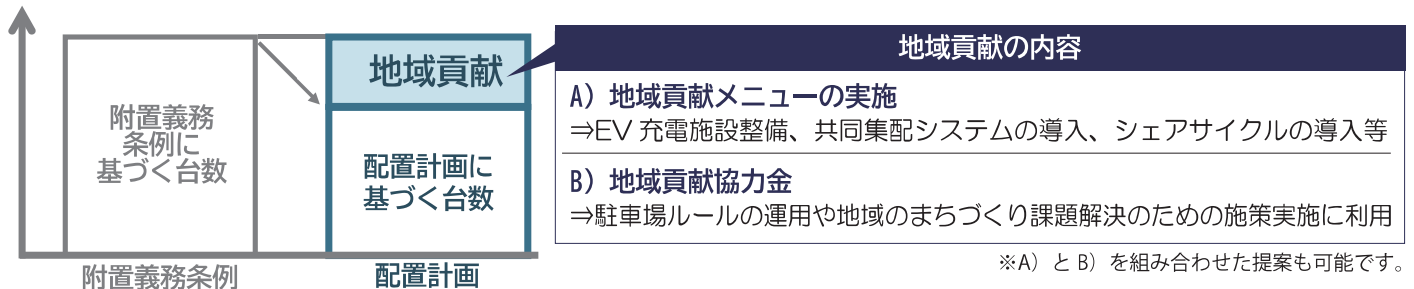 附置義務
条例に
基づく台数
附置義務条例
地域貢献
配置計画に
基づく台数
配置計画
地域貢献の内容
A）地域貢献メニューの実施
⇒EV 充電施設整備、共同集配システムの導入、シェアサイクルの導入等
B）地域貢献協力金
⇒駐車場ルールの運用や地域のまちづくり課題解決のための施策実施に利用
※A）と B）を組み合わせた提案も可能です。